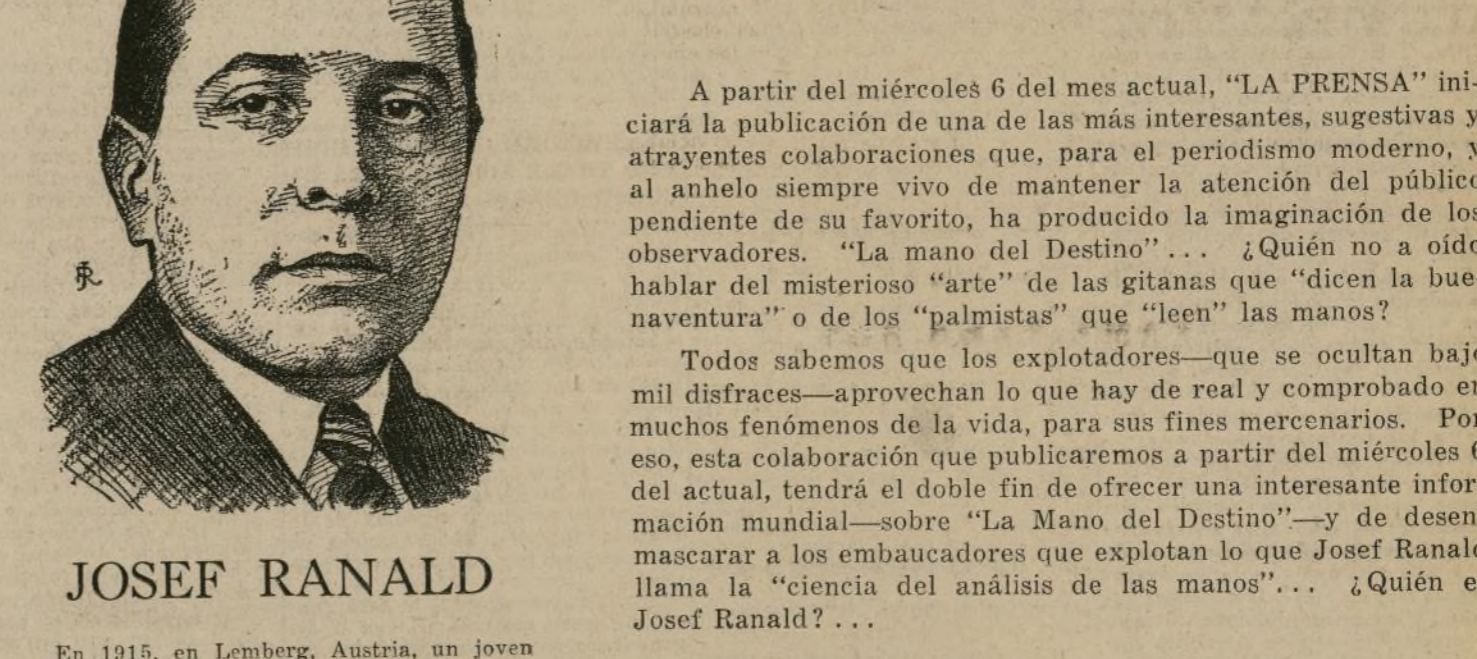 JOSEF RANALD
En 1915, en Lemberg, Austria, un joven
A partir del miércoles 6 del mes actual, “LA PRENSA” ini-
ciará la publicación de una de las más interesantes, sugestivas y
atrayentes colaboraciones que, para el periodismo moderno, y
al anhelo siempre vivo de mantener la atención del público
pendiente de su favorito, ha producido la imaginación de los
observadores. “La mano del Destino”... ¿Quién no a oído
hablar del misterioso “arte” de las gitanas que “dicen la bue-
naventura” o de los “palmistas” que “leen” las manos?
Todos sabemos que los explotadores—que se ocultan bajo
mil disfraces—aprovechan lo que hay de real y comprobado en
muchos fenómenos de la vida, para sus fines mercenarios. Por
eso, esta colaboración que publicaremos a partir del miércoles 6
del actual, tendrá el doble fin de ofrecer una interesante infor-
mación mundial—sobre “La Mano del Destino”—y de desen-
mascarar a los embaucadores que explotan lo que Josef Ranald
llama la “ciencia del análisis de las manos”... ¿Quién e
Josef Ranald?...